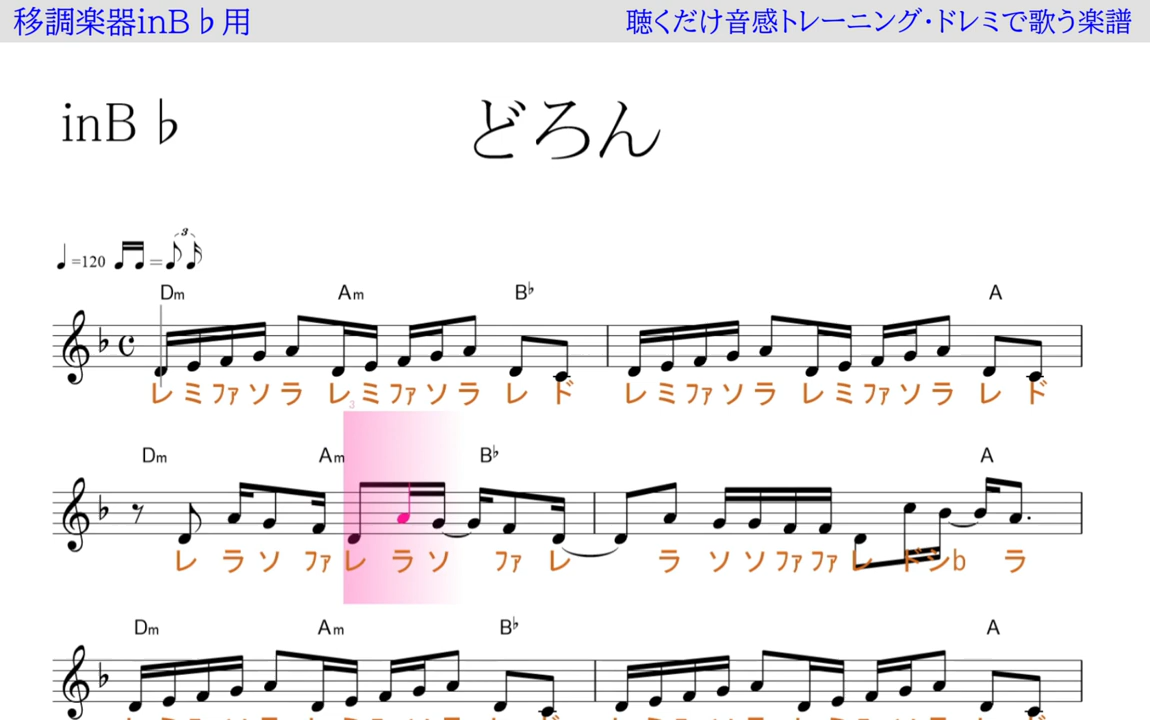 移調楽器inB♭用
聴くだけ音感トレーニング・ドレミで歌う楽譜
inB♭
どろん
♩=120
3
Dm Am B♭ A
レ ミ ファ ソ ラ レ ミ ファ ソ ラ レ ド レ ミ ファ ソ ラ レ ミ ファ ソ ラ レ ド
3
Dm Am B♭ A
レ ラ ソ ファ レ ラ ソ ファ レ ラ ソ ソ ファ ファ レ ド シb ラ
Dm Am B♭ A